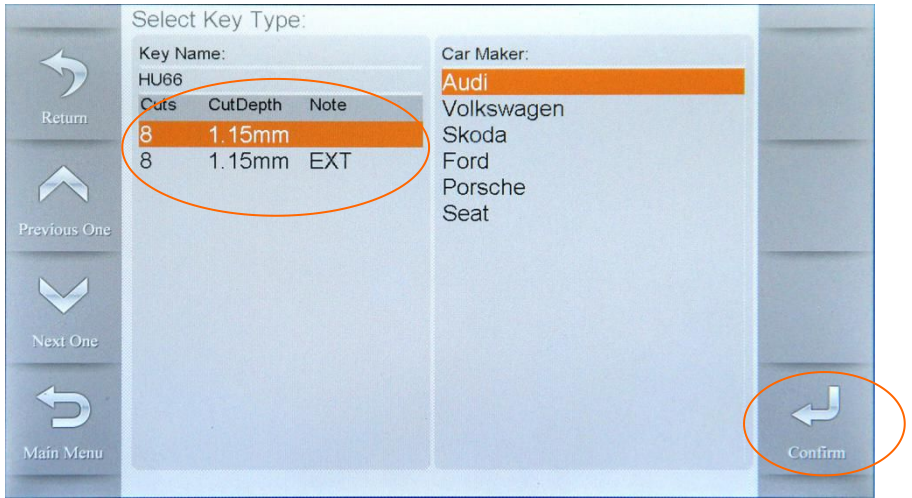 Select Key Type:
Return
Previous One
Next One
Main Menu
Key Name:
HU66
Cuts CutDepth Note
8 1.15mm
8 1.15mm EXT
Car Maker:
Audi
Volkswagen
Skoda
Ford
Porsche
Seat
Confirm